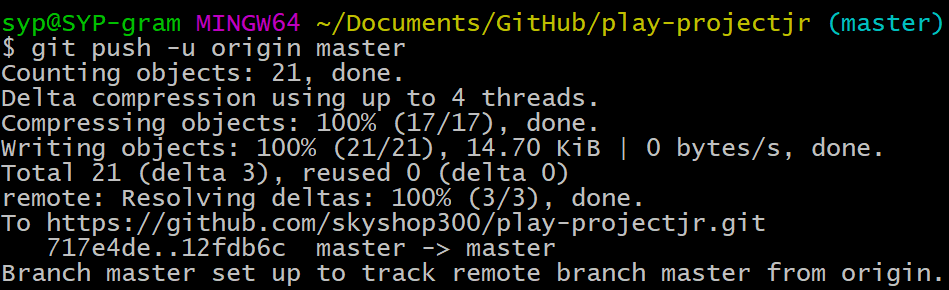 syp@SYP-gram MINGW64 ~/Documents/GitHub/play-projectjr (master)
$ git push -u origin master
Counting objects: 21, done.
Delta compression using up to 4 threads.
Compressing objects: 100% (17/17), done.
Writing objects: 100% (21/21), 14.70 KiB | 0 bytes/s, done.
Total 21 (delta 3), reused 0 (delta 0)
remote: Resolving deltas: 100% (3/3), done.
To https://github.com/skyshop300/play-projectjr.git
   717e4de..12fdb6c  master -> master
Branch master set up to track remote branch master from origin.